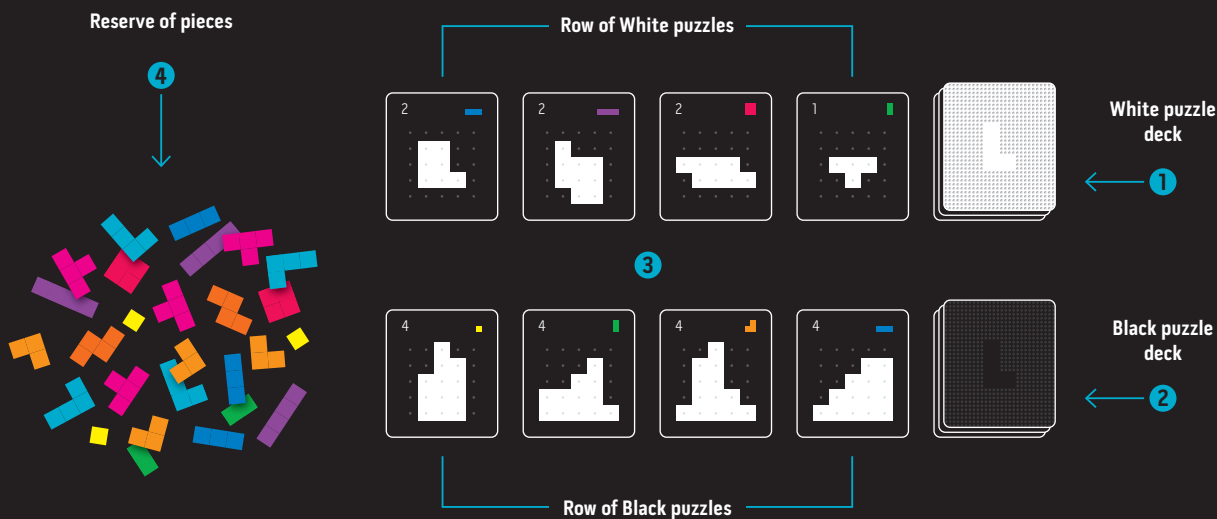 Reserve of pieces
4
Row of White puzzles
2
2
2
1
White puzzle
deck
1
3
4
4
4
4
Black puzzle
deck
2
Row of Black puzzles